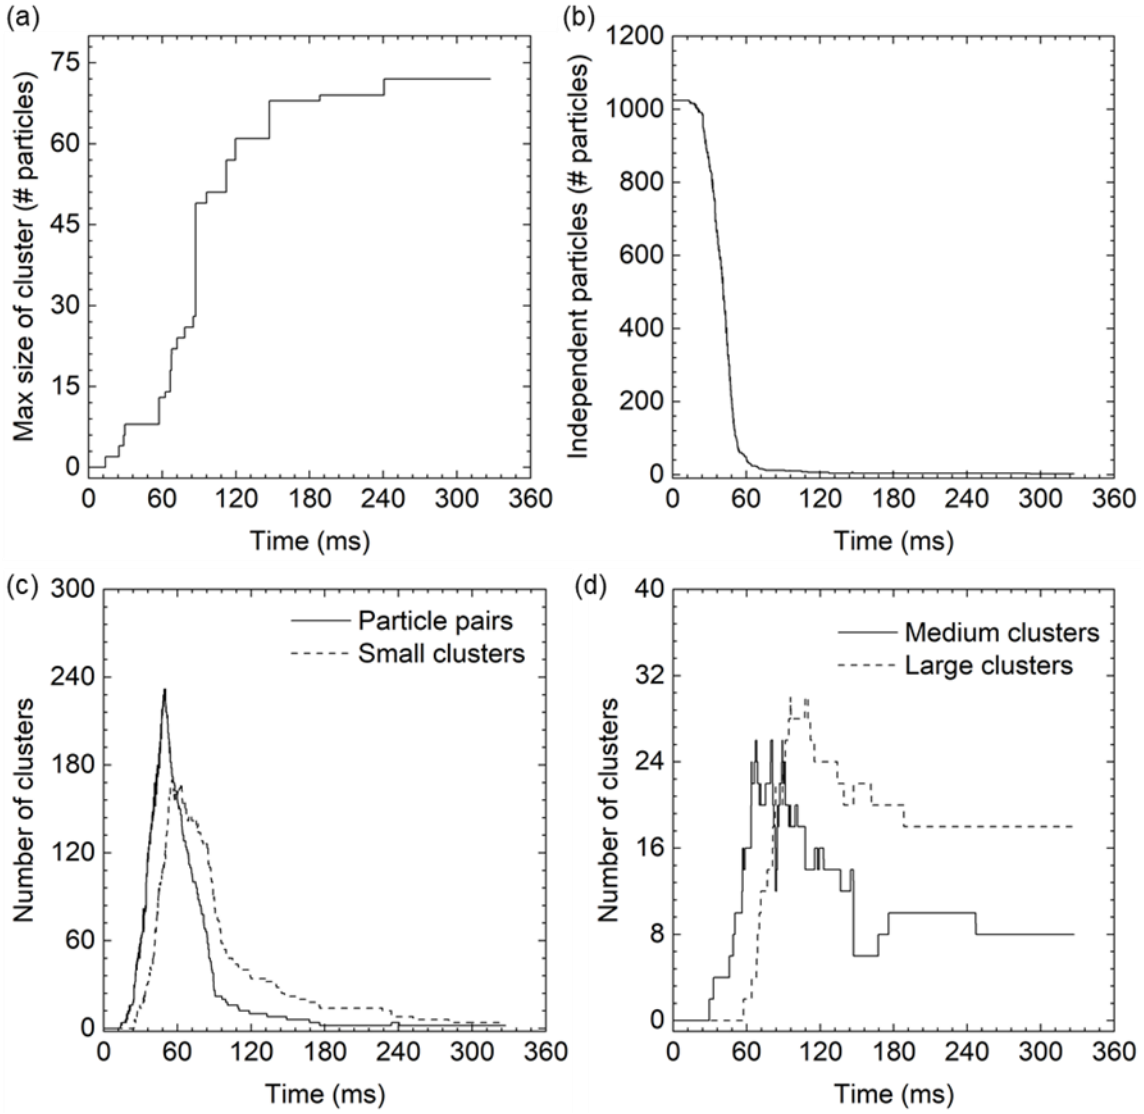 (a)
Max size of cluster (# particles)
75
60
45
30
15
0
0 60 120 180 240 300 360
Time (ms)
(b)
Independent particles (# particles)
1200
1000
800
600
400
200
0
0 60 120 180 240 300 360
Time (ms)
(c)
Number of clusters
300
240
180
120
60
0
Particle pairs
Small clusters
0 60 120 180 240 300 360
Time (ms)
(d)
Number of clusters
40
32
24
16
8
0
Medium clusters
Large clusters
0 60 120 180 240 300 360
Time (ms)